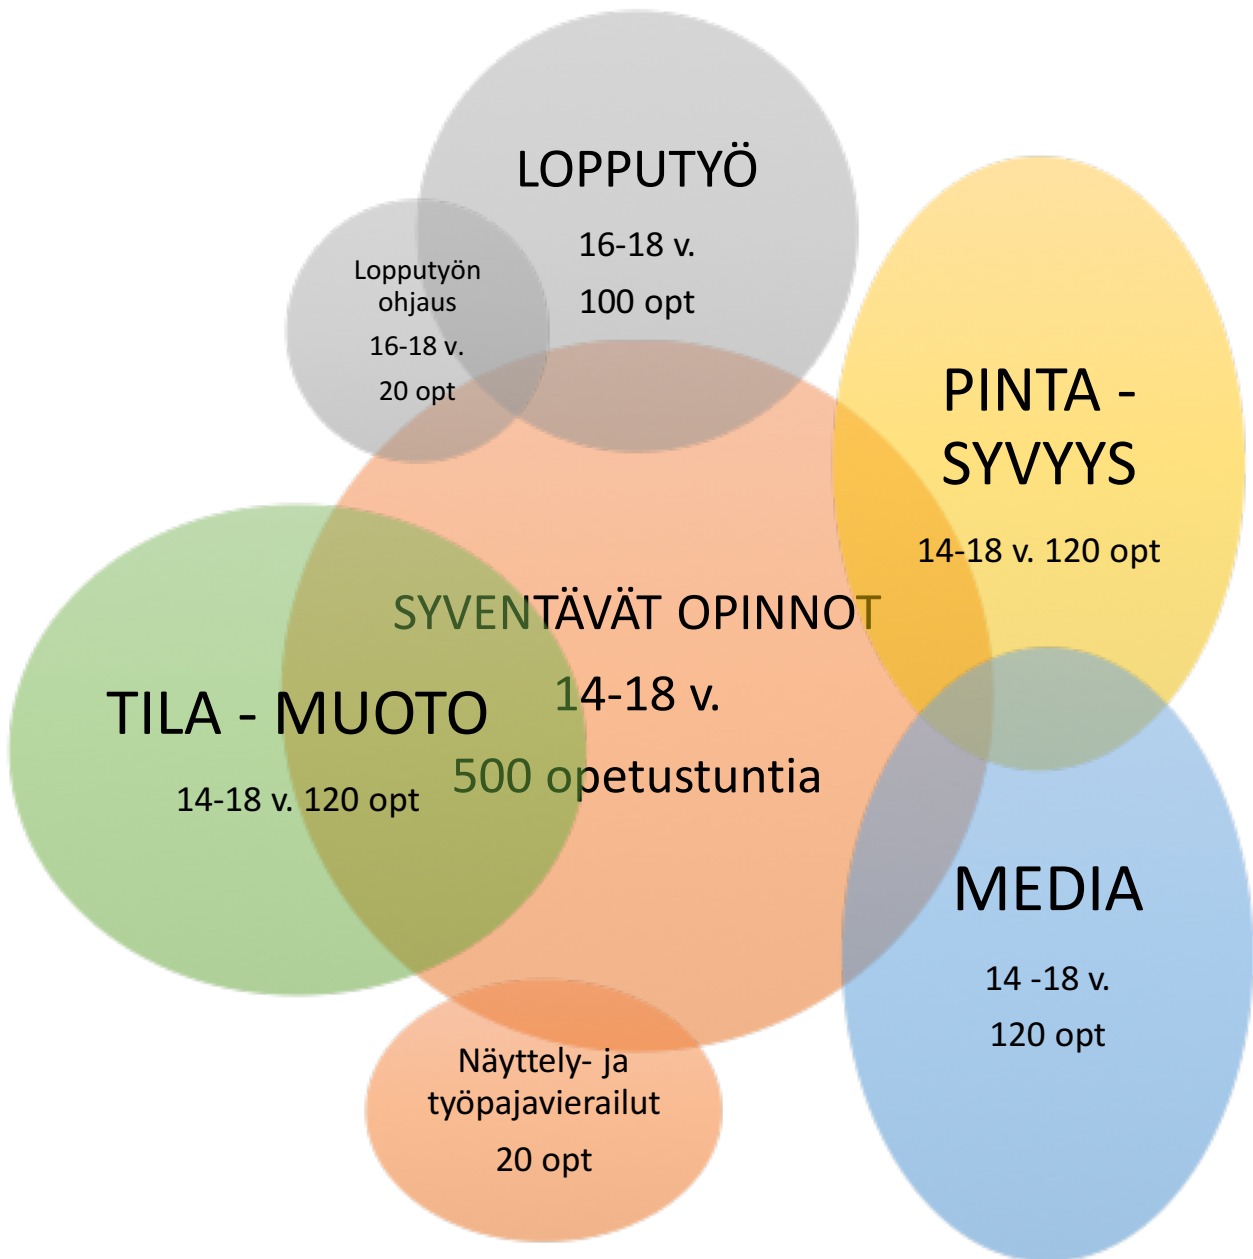 LOPPUTYÖ
16-18 v.
100 opt
Lopputyön
ohjaus
16-18 v.
20 opt
PINTA -
SYVYYS
14-18 v. 120 opt
SYVENTÄVÄT OPINNOT
14-18 v.
500 opetustuntia
TILA - MUOTO
14-18 v. 120 opt
MEDIA
14 -18 v.
120 opt
Näyttely- ja
työpajavierailut
20 opt